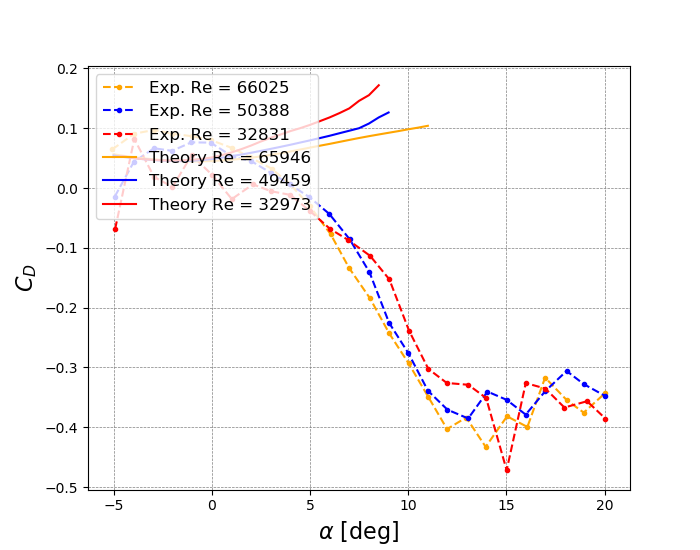 0.2
0.1
0.0
−0.1
−0.2
−0.3
−0.4
−0.5
C_D
Exp. Re = 66025
Exp. Re = 50388
Exp. Re = 32831
Theory Re = 65946
Theory Re = 49459
Theory Re = 32973
−5 0 5 10 15 20
α [deg]